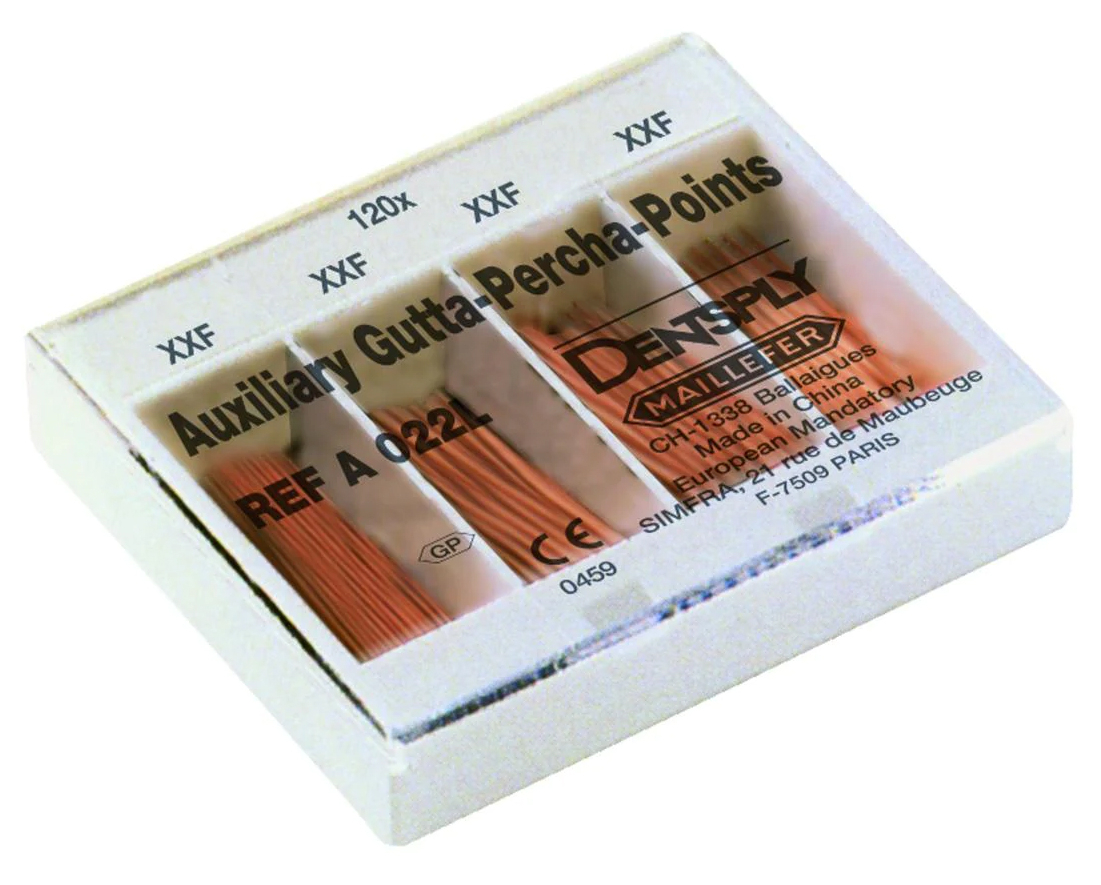 XXF
XXF
120x
XXF
XXF
Auxiliary Gutta-Percha-Points
REF A 022L
DENTSPLY
MAILLEFER
CH-1338 Ballaigues
Made in China
European Mandatory
SIMFRA, 21 rue de Maubeuge
F-7509 PARIS
GP
CE
0459